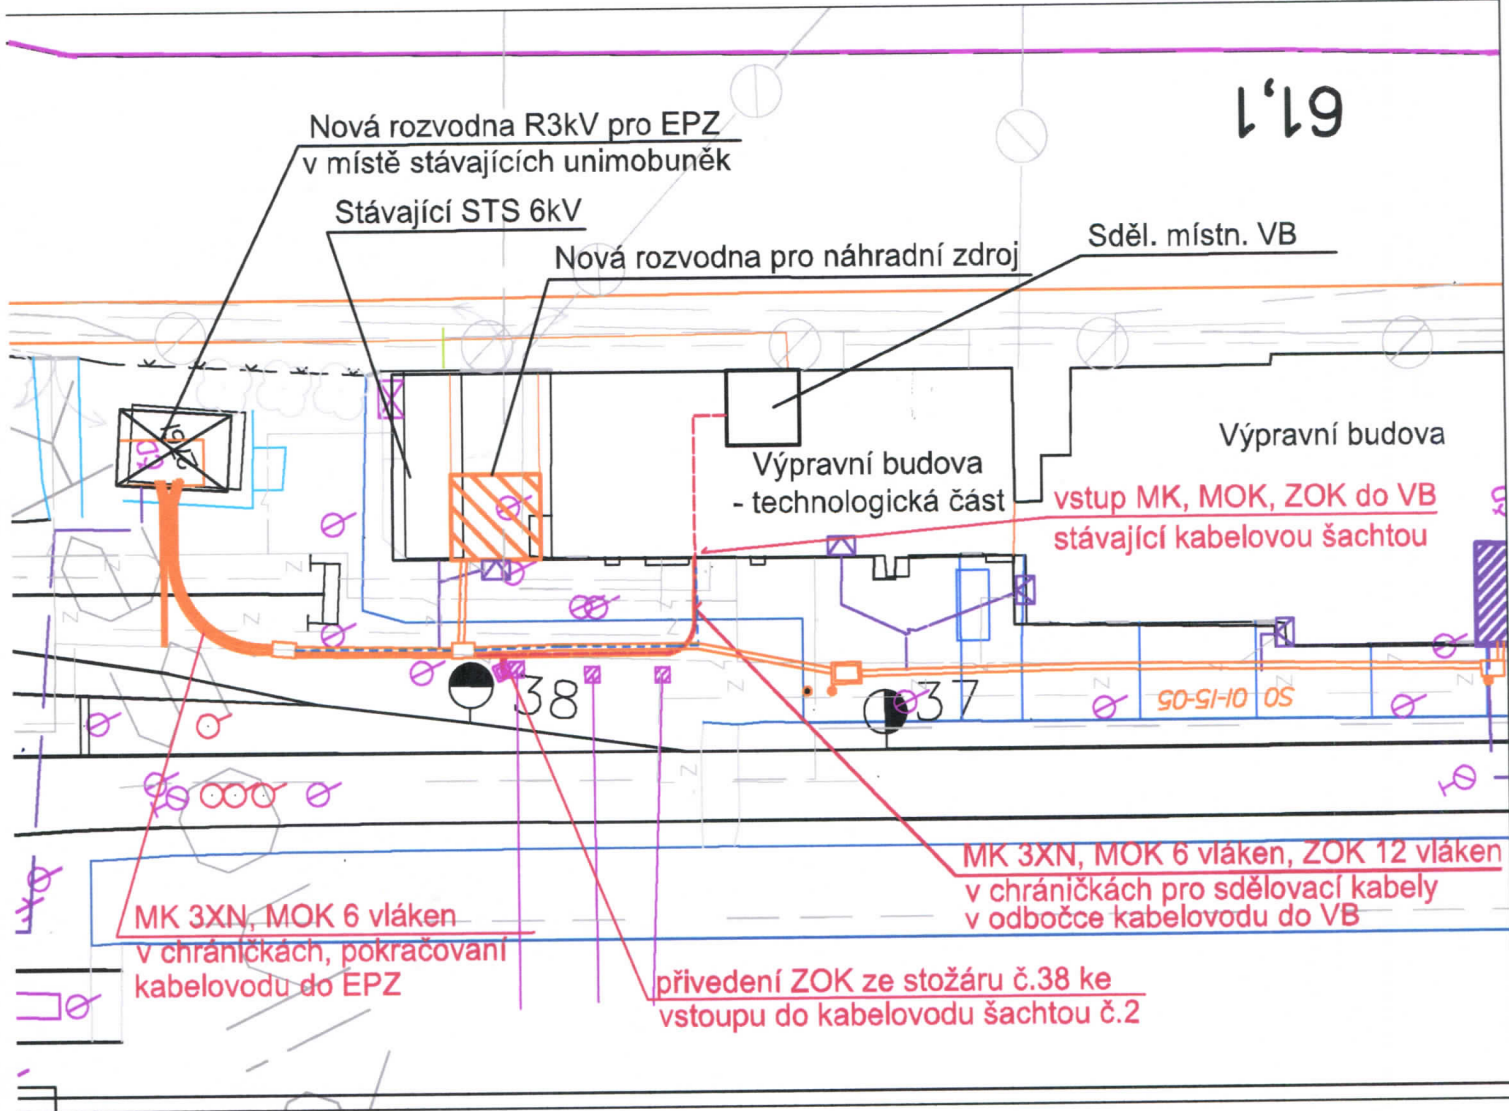 61,1
Nová rozvodna R3kV pro EPZ
v místě stávajících unimobuněk
Stávající STS 6kV
Nová rozvodna pro náhradní zdroj
Sděl. místn. VB
Výpravní budova
Výpravní budova
- technologická část
vstup MK, MOK, ZOK do VB
stávající kabelovou šachtou
38
37
SO 01-15-05
MK 3XN, MOK 6 vláken, ZOK 12 vláken
v chráničkách pro sdělovací kabely
v odbočce kabelovodu do VB
MK 3XN, MOK 6 vláken
v chráničkách, pokračovaní
kabelovodu do EPZ
přivedení ZOK ze stožáru č.38 ke
vstoupu do kabelovodu šachtou č.2